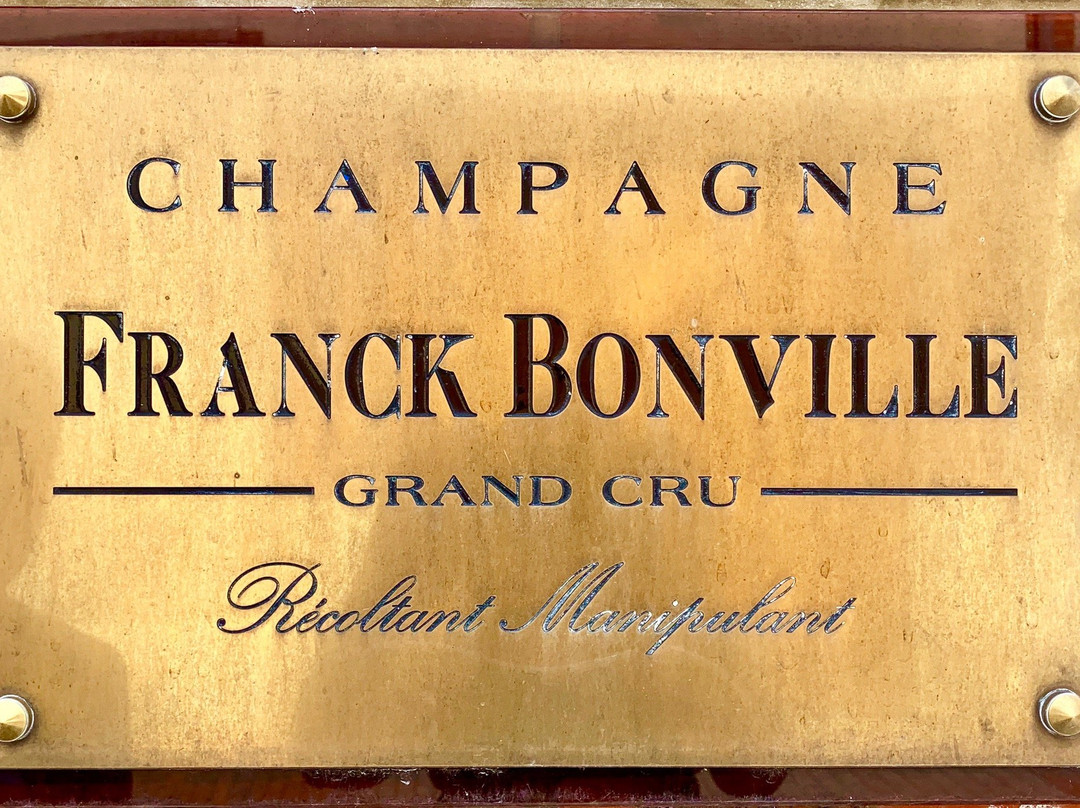 CHAMPAGNE
FRANCK BONVILLE
GRAND CRU
Récoltant Manipulant